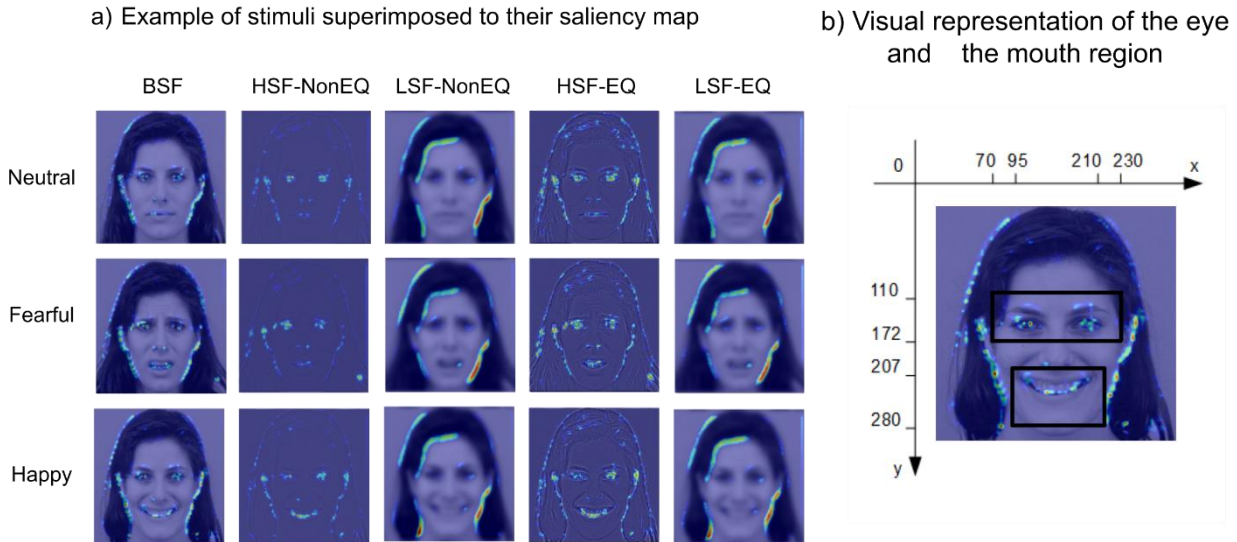 a) Example of stimuli superimposed to their saliency map
BSF HSF-NonEQ LSF-NonEQ HSF-EQ LSF-EQ
Neutral
Fearful
Happy
b) Visual representation of the eye
and the mouth region
0 70 95 210 230 x
110
172
207
280
y